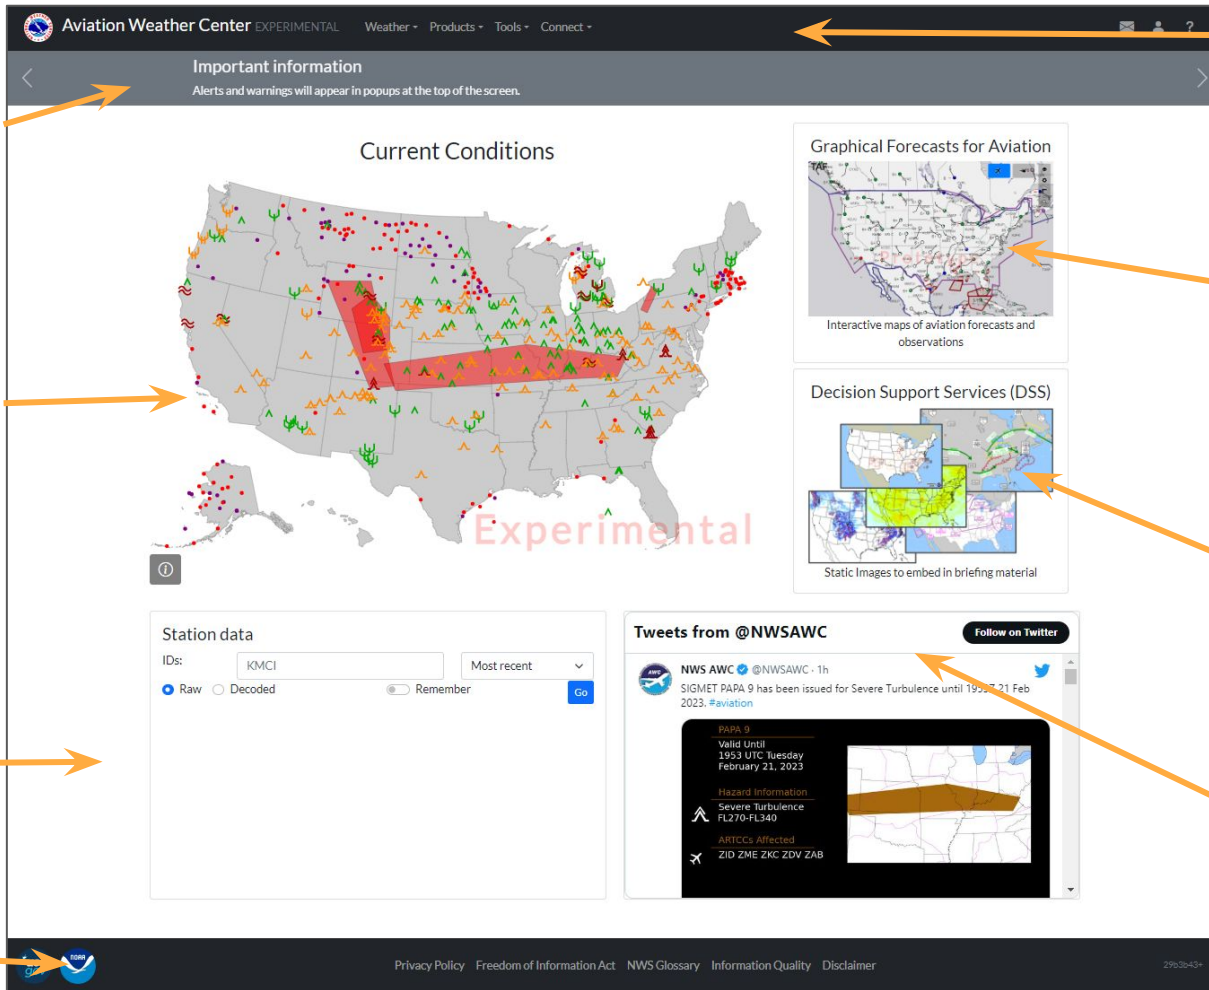 Aviation Weather Center EXPERIMENTAL Weather Products Tools Connect ?
Important information
Alerts and warnings will appear in popups at the top of the screen.
Current Conditions
Experimental
Graphical Forecasts for Aviation
TAF
Interactive maps of aviation forecasts and
observations
Decision Support Services (DSS)
Static Images to embed in briefing material
Station data
IDs: KMCI Most recent
Raw Decoded Remember Go
Tweets from @NWSAWC Follow on Twitter
NWS AWC @NWSAWC · 1h
SIGMET PAPA 9 has been issued for Severe Turbulence until 21 Feb
2023. #aviation
PAPA 9
Valid Until
1953 UTC Tuesday
February 21, 2023
Hazard Information
Severe Turbulence
FL270-FL340
ARTCCs Affected
ZID ZME ZKC ZDV ZAB
NOAA
Privacy Policy Freedom of Information Act NWS Glossary Information Quality Disclaimer
29b3b43+